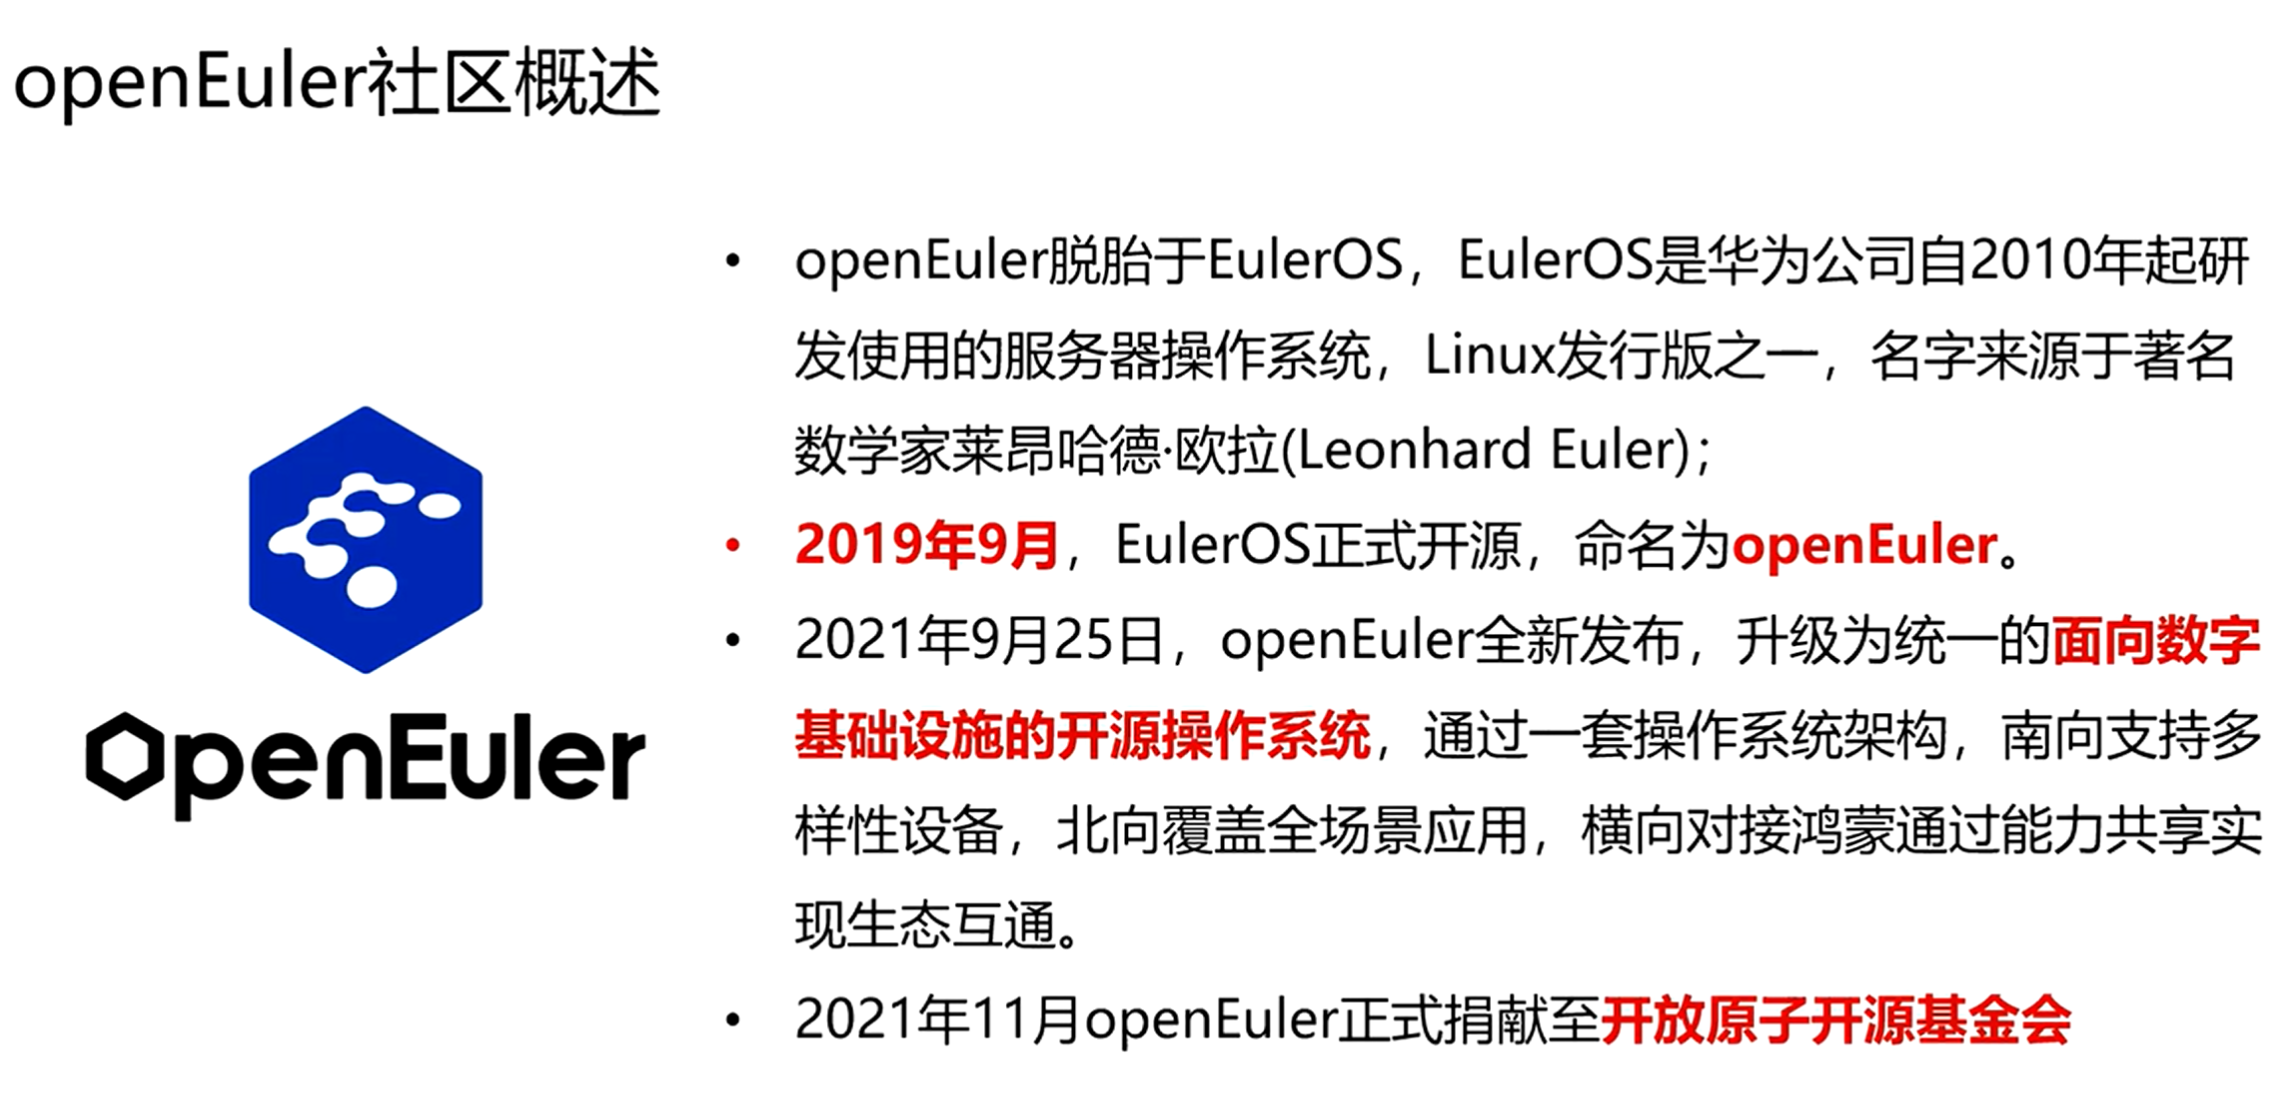 openEuler社区概述
• openEuler脱胎于EulerOS，EulerOS是华为公司自2010年起研
发使用的服务器操作系统，Linux发行版之一，名字来源于著名
数学家莱昂哈德·欧拉(Leonhard Euler)；
• 2019年9月，EulerOS正式开源，命名为openEuler。
• 2021年9月25日，openEuler全新发布，升级为统一的面向数字
基础设施的开源操作系统，通过一套操作系统架构，南向支持多
样性设备，北向覆盖全场景应用，横向对接鸿蒙通过能力共享实
现生态互通。
• 2021年11月openEuler正式捐献至开放原子开源基金会
OpenEuler